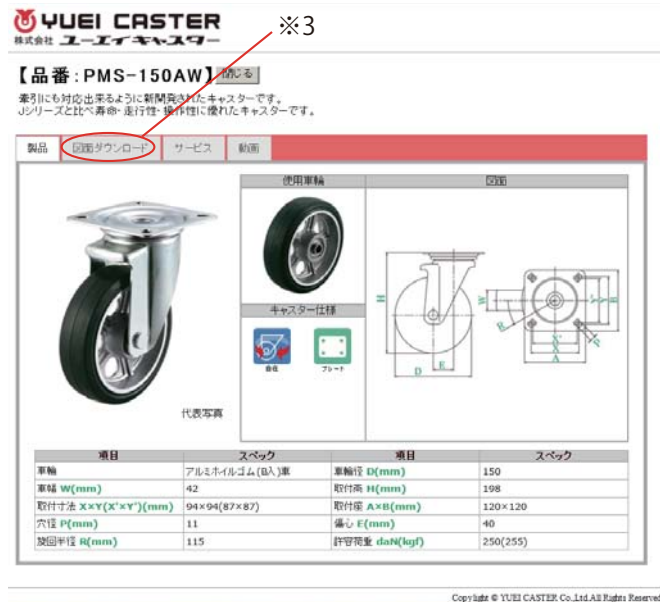 YUEI CASTER
株式会社 ユーエイキャスター
※3
【品番:PMS-150AW】 閉じる
牽引にも対応出来るように新開発されたキャスターです。
Jシリーズと比べ寿命・走行性・操作性に優れたキャスターです。
製品 図面ダウンロード サービス 動画
使用車輪 図面
キャスター仕様
自在 プレート
代表写真
H W R D E Y' Y B X' X A P
項目 スペック 項目 スペック
車輪 アルミホイルゴム(B入)車 車輪径 D(mm) 150
車幅 W(mm) 42 取付高 H(mm) 198
取付寸法 X×Y(X'×Y')(mm) 94×94(87×87) 取付座 A×B(mm) 120×120
穴径 P(mm) 11 偏心 E(mm) 40
旋回半径 R(mm) 115 許容荷重 daN(kgf) 250(255)
Copylight © YUEI CASTER Co.,Ltd.All Rights Reserved